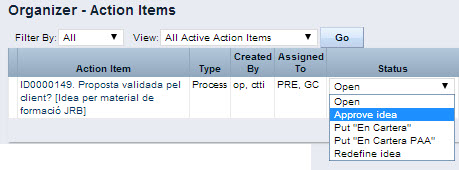 Organizer - Action Items
Filter By: All View: All Active Action Items Go
Action Item Type Created By Assigned To Status
ID0000149. Proposta validada pel client? [Idea per material de formació JRB] Process op, ctti PRE, GC Open
Open
Approve idea
Put "En Cartera"
Put "En Cartera PAA"
Redefine idea